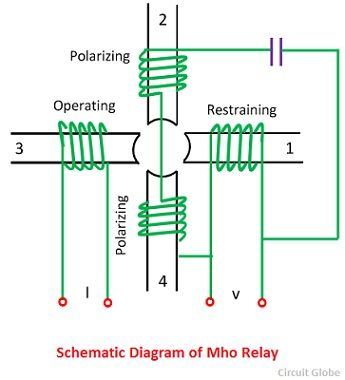 2
Polarizing
Operating
Restraining
3
1
Polarizing
4
I
v
Schematic Diagram of Mho Relay
Circuit Globe